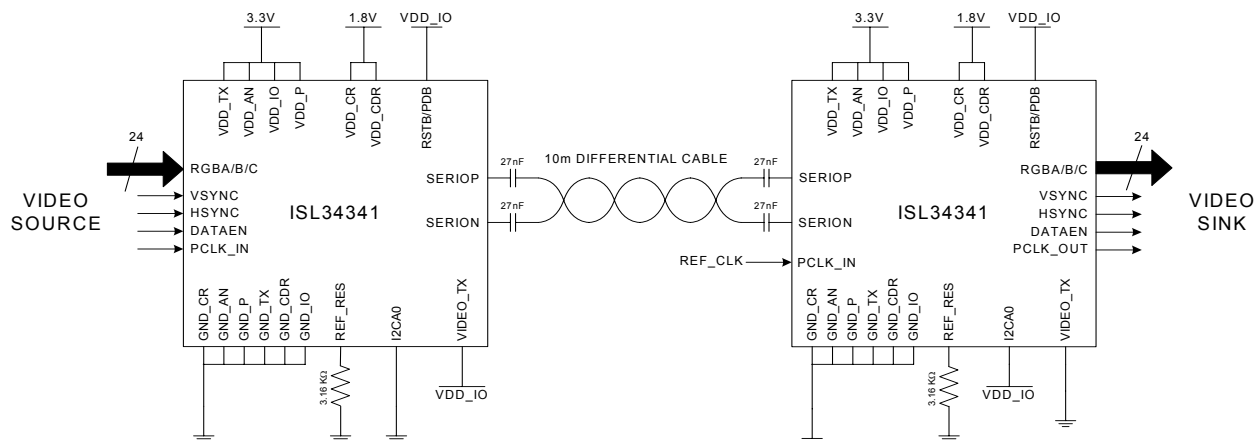 3.3V
1.8V
VDD_IO
VDD_TX
VDD_AN
VDD_IO
VDD_P
VDD_CR
VDD_CDR
RSTB/PDB
24
RGBA/B/C
VSYNC
HSYNC
DATAEN
PCLK_IN
VIDEO
SOURCE
ISL34341
SERIOP
SERION
GND_CR
GND_AN
GND_P
GND_TX
GND_CDR
GND_IO
REF_RES
I2CA0
VIDEO_TX
3.16 KΩ
VDD_IO
27nF
27nF
10m DIFFERENTIAL CABLE
27nF
27nF
REF_CLK
3.3V
1.8V
VDD_IO
VDD_TX
VDD_AN
VDD_IO
VDD_P
VDD_CR
VDD_CDR
RSTB/PDB
SERIOP
SERION
PCLK_IN
ISL34341
RGBA/B/C
VSYNC
HSYNC
DATAEN
PCLK_OUT
24
VIDEO
SINK
GND_CR
GND_AN
GND_P
GND_TX
GND_CDR
GND_IO
REF_RES
I2CA0
VIDEO_TX
3.16 KΩ
VDD_IO